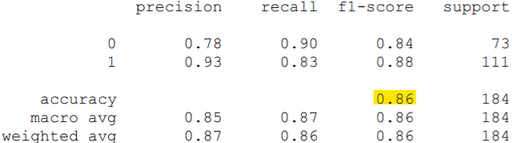 precision recall f1-score support
0 0.78 0.90 0.84 73
1 0.93 0.83 0.88 111
accuracy 0.86 184
macro avg 0.85 0.87 0.86 184
weighted avg 0.87 0.86 0.86 184